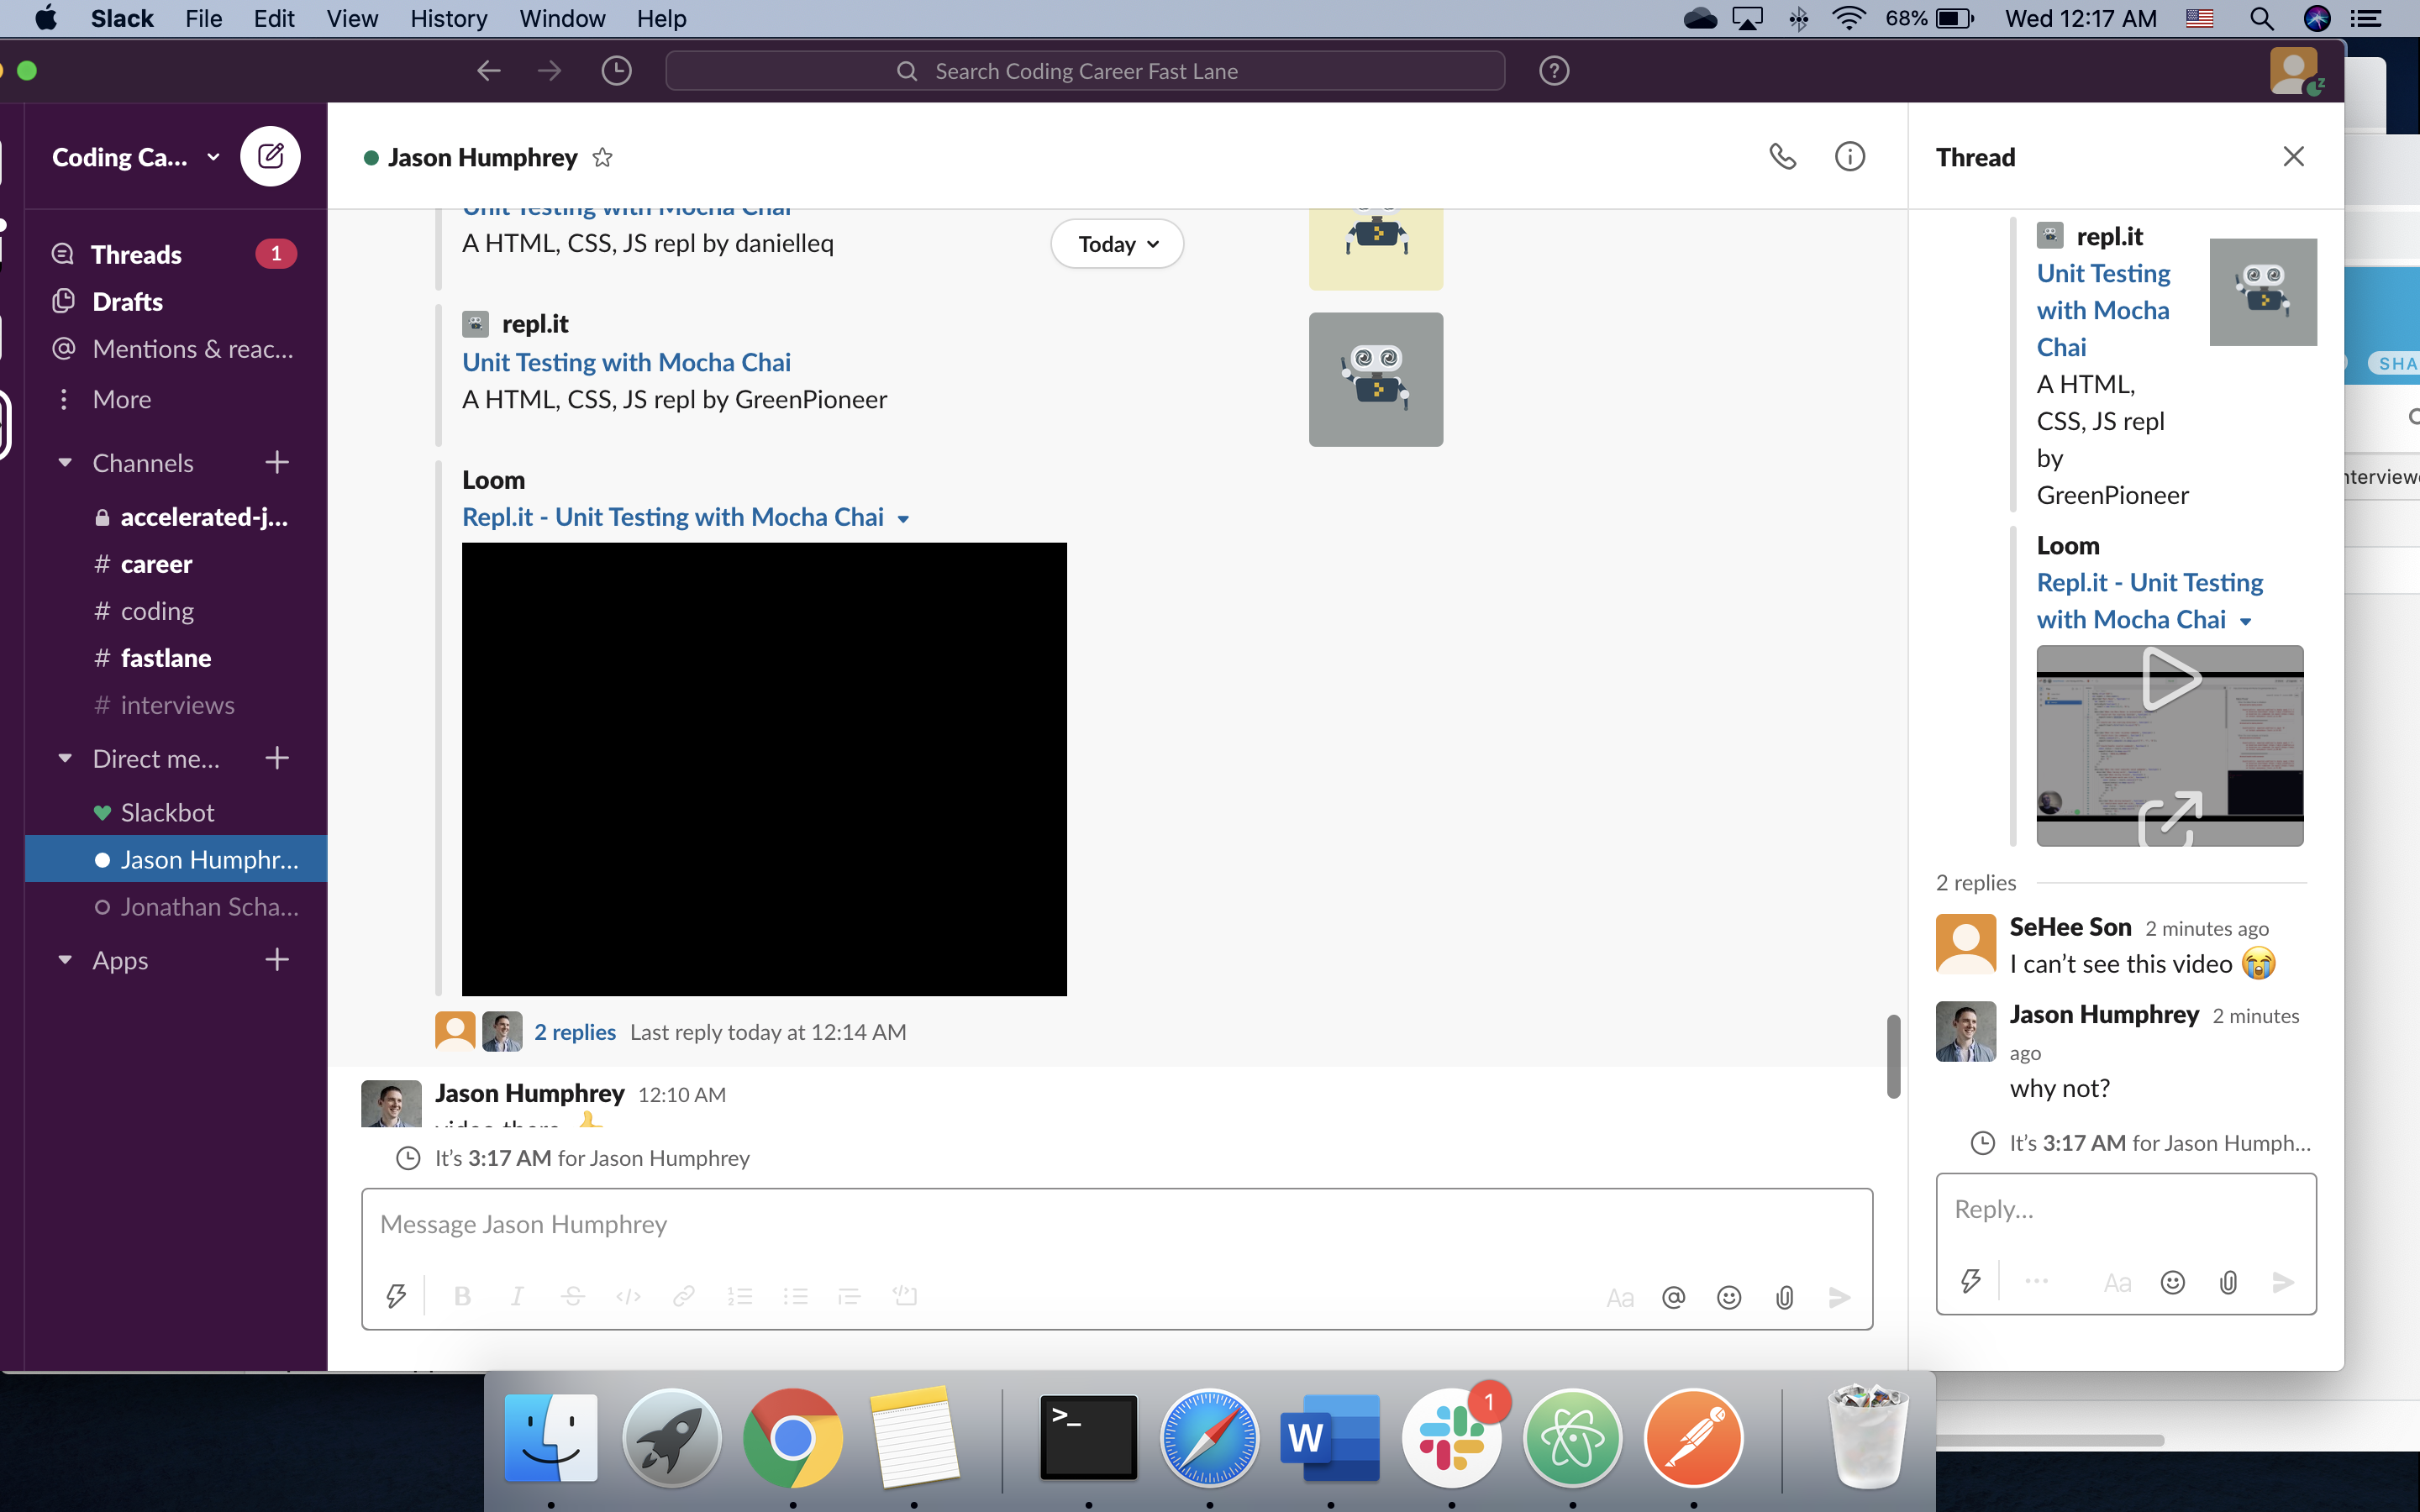 Slack File Edit View History Window Help
68% Wed 12:17 AM
Search Coding Career Fast Lane
Coding Ca...
Threads 1
Drafts
Mentions & reac...
More
Channels
accelerated-j...
# career
# coding
# fastlane
# interviews
Direct me...
Slackbot
Jason Humphr...
Jonathan Scha...
Apps
Jason Humphrey
Unit Testing with Mocha Chai
A HTML, CSS, JS repl by danielleq
Today
repl.it
Unit Testing with Mocha Chai
A HTML, CSS, JS repl by GreenPioneer
Loom
Repl.it - Unit Testing with Mocha Chai
2 replies Last reply today at 12:14 AM
Jason Humphrey 12:10 AM
It's 3:17 AM for Jason Humphrey
Message Jason Humphrey
B I S
Aa @
Thread
repl.it
Unit Testing
with Mocha
Chai
A HTML,
CSS, JS repl
by
GreenPioneer
Loom
Repl.it - Unit Testing
with Mocha Chai
2 replies
SeHee Son 2 minutes ago
I can't see this video 😭
Jason Humphrey 2 minutes
ago
why not?
It's 3:17 AM for Jason Humph...
Reply...
Aa
SHA
nterview
>_
W
1